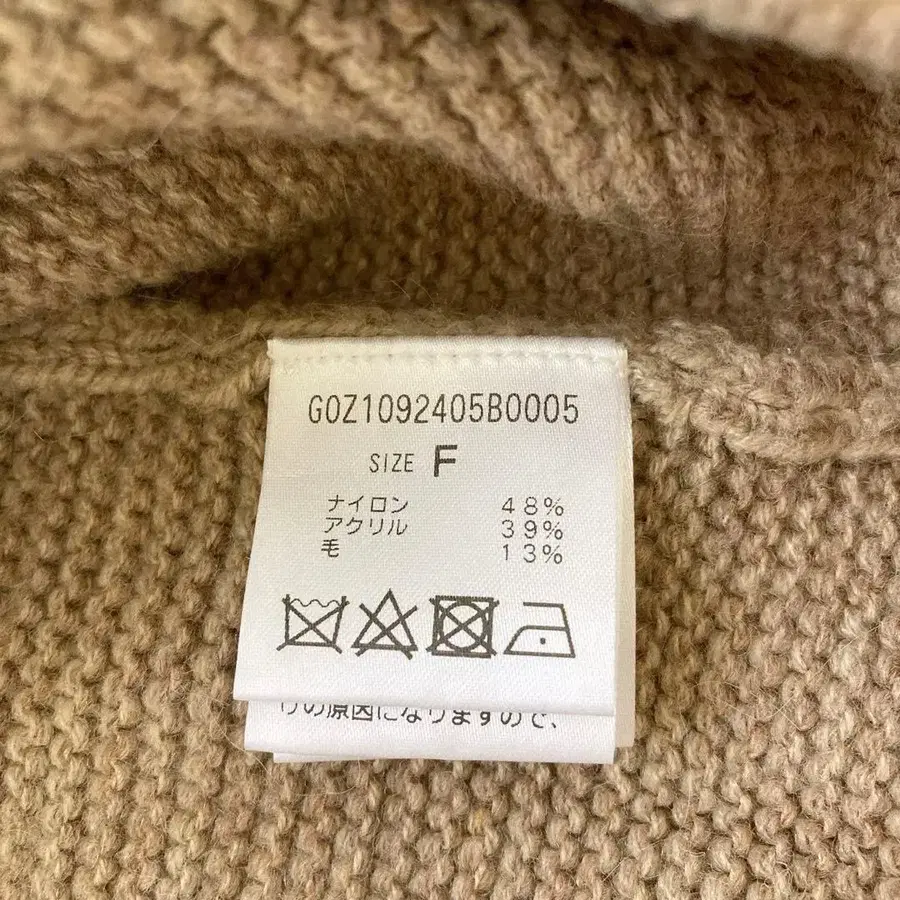 G0Z1092405B0005
SIZE F
ナイロン 48%
アクリル 39%
毛 13%
の原因になりますので、